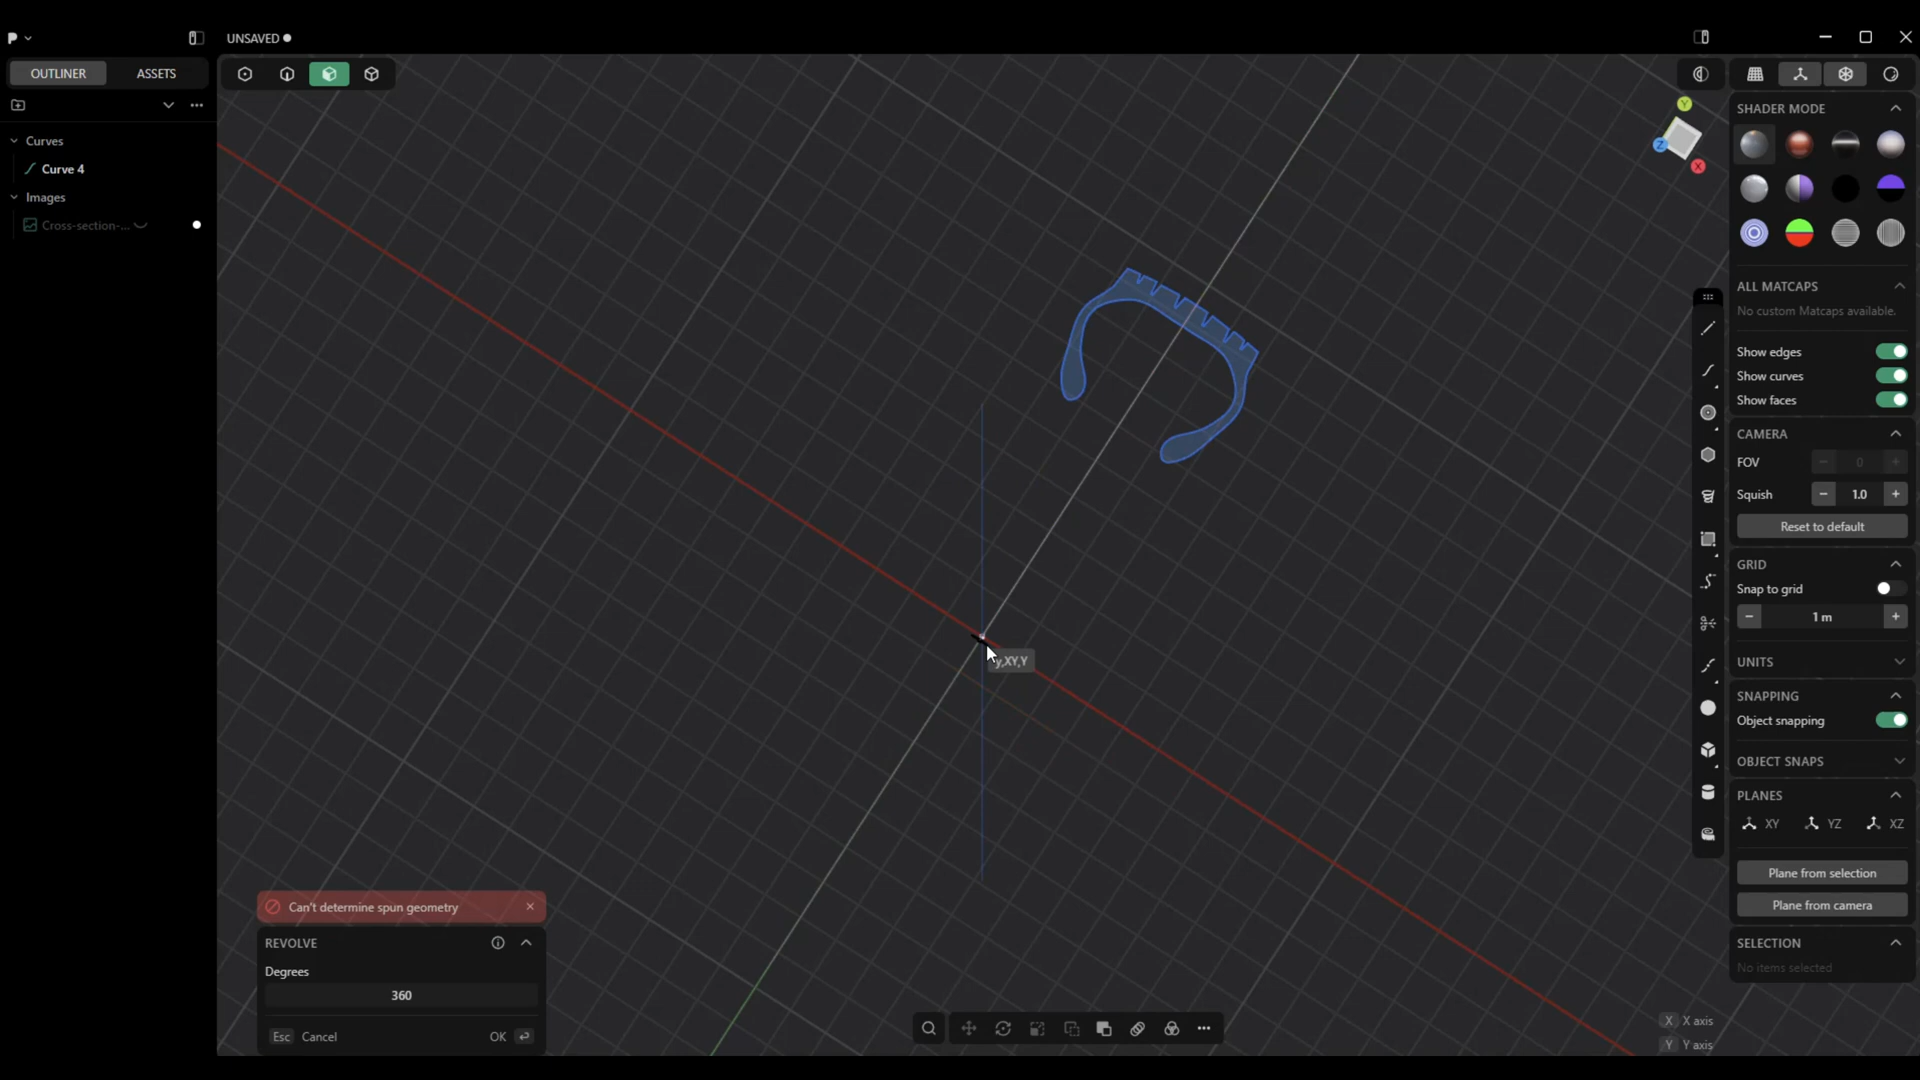 UNSAVED
OUTLINER
ASSETS
Curves
Curve 4
Images
Cross-section-...
Y
Z
X
SHADER MODE
ALL MATCAPS
No custom Matcaps available.
Show edges
Show curves
Show faces
CAMERA
FOV
0
Squish
1.0
Reset to default
GRID
Snap to grid
1 m
UNITS
SNAPPING
Object snapping
OBJECT SNAPS
PLANES
XY YZ XZ
Plane from selection
Plane from camera
SELECTION
No items selected
y,XY,Y
Can't determine spun geometry
REVOLVE
Degrees
360
Esc Cancel OK
X X axis
Y Y axis